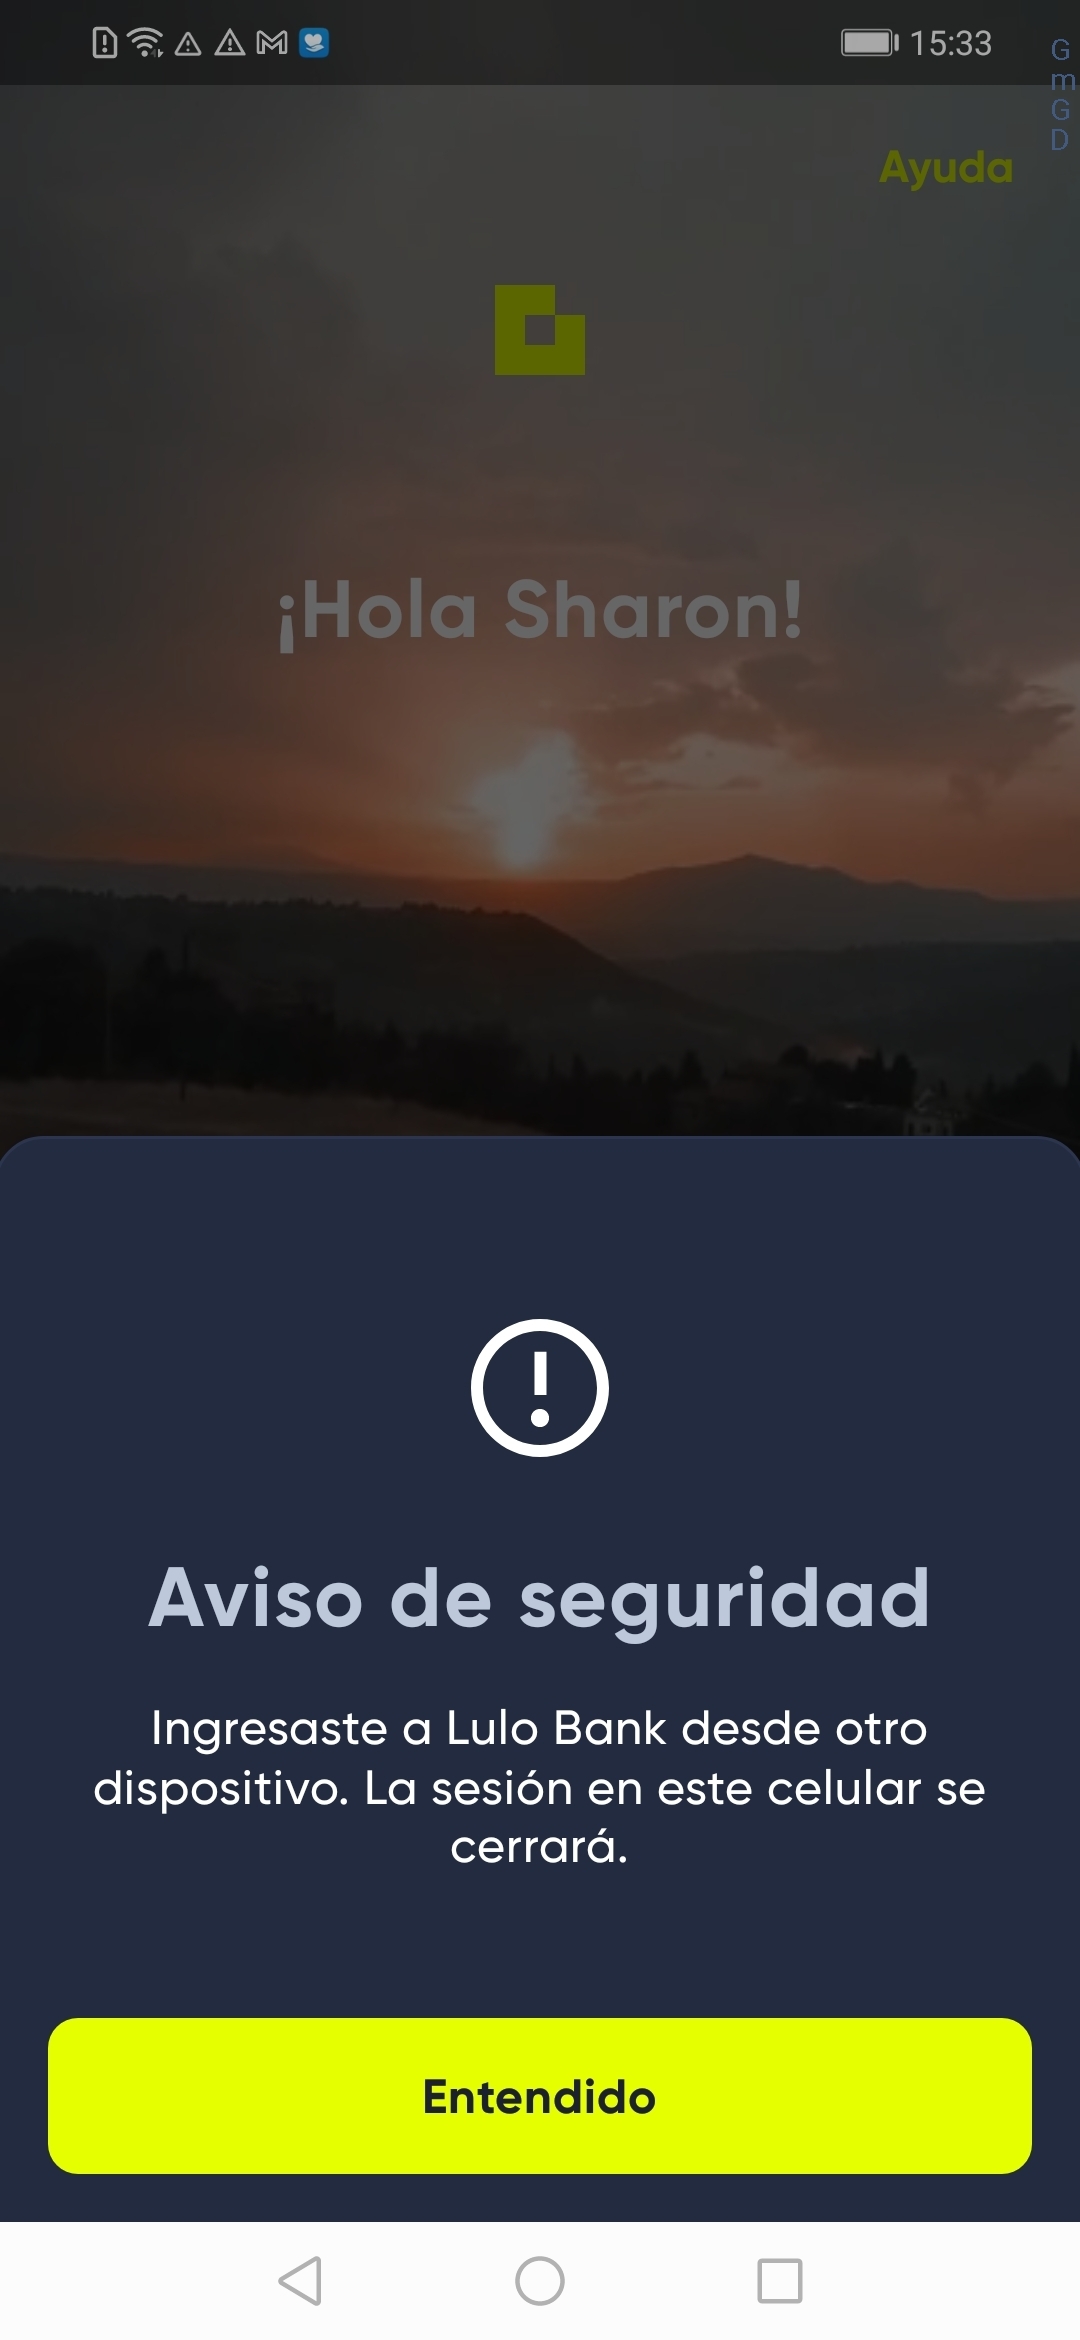 15:33
G
m
G
D
Ayuda
¡Hola Sharon!
Aviso de seguridad
Ingresaste a Lulo Bank desde otro
dispositivo. La sesión en este celular se
cerrará.
Entendido